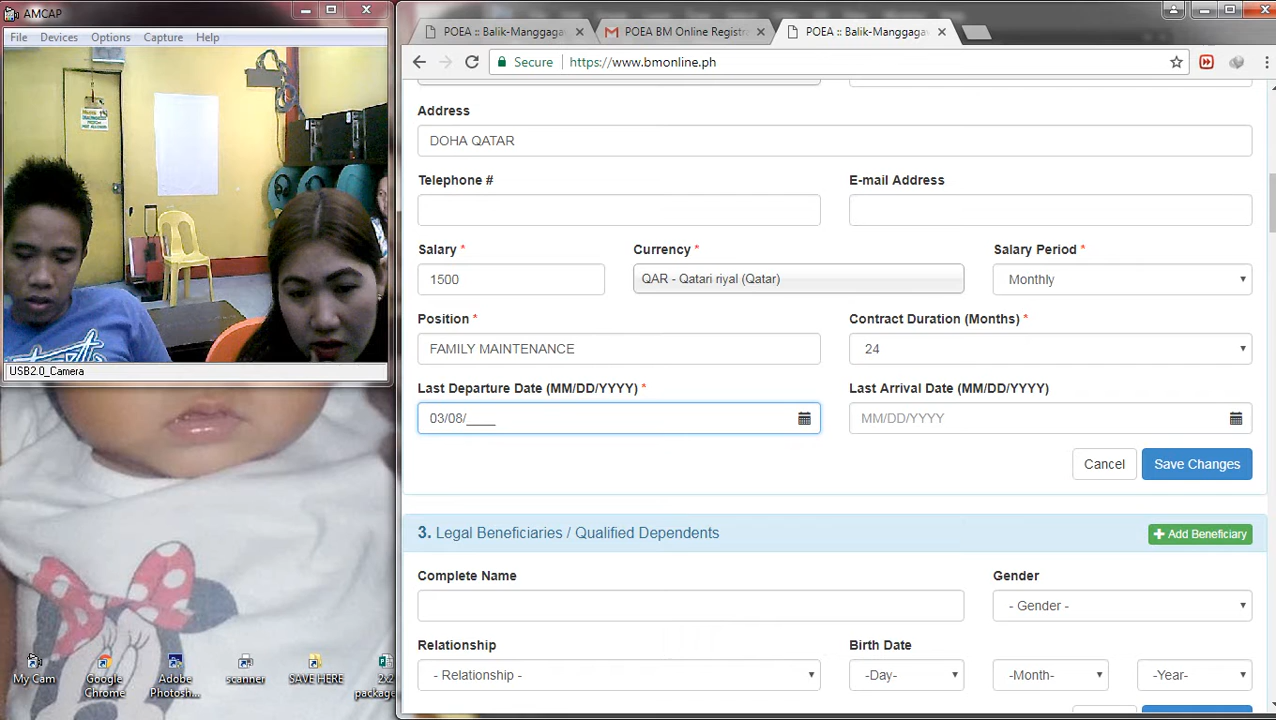 AMCAP
File Devices Options Capture Help
USB2.0_Camera
My Cam
Google Chrome
Adobe Photosh...
scanner
SAVE HERE
2x2 packag
POEA :: Balik-Manggaga
POEA BM Online Registr
POEA :: Balik-Manggaga
Secure https://www.bmonline.ph
Address
DOHA QATAR
Telephone # E-mail Address
Salary * Currency * Salary Period *
1500 QAR - Qatari riyal (Qatar) Monthly
Position * Contract Duration (Months) *
FAMILY MAINTENANCE 24
Last Departure Date (MM/DD/YYYY) * Last Arrival Date (MM/DD/YYYY)
03/08/____ MM/DD/YYYY
Cancel Save Changes
3. Legal Beneficiaries / Qualified Dependents + Add Beneficiary
Complete Name Gender
- Gender -
Relationship Birth Date
- Relationship - -Day- -Month- -Year-